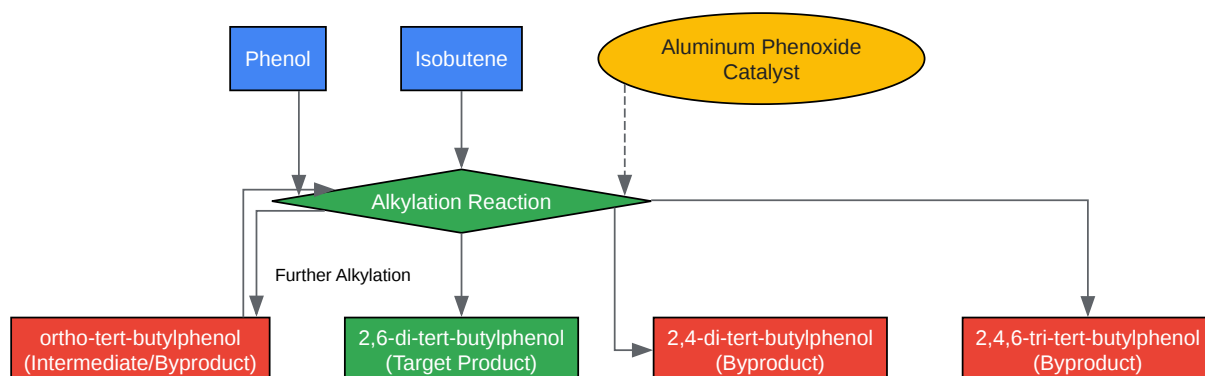 Phenol
Isobutene
Aluminum Phenoxide
Catalyst
Alkylation Reaction
Further Alkylation
ortho-tert-butylphenol
(Intermediate/Byproduct)
2,6-di-tert-butylphenol
(Target Product)
2,4-di-tert-butylphenol
(Byproduct)
2,4,6-tri-tert-butylphenol
(Byproduct)